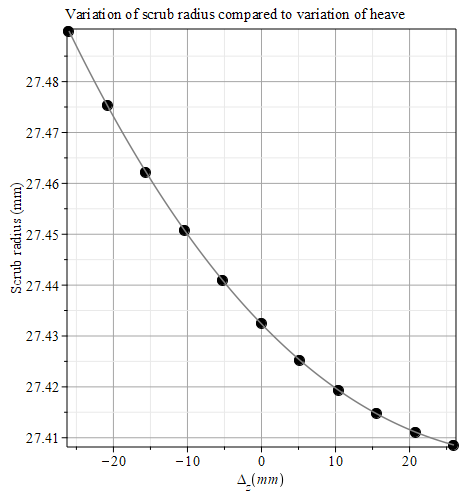 Variation of scrub radius compared to variation of heave
27.48
27.47
27.46
27.45
27.44
27.43
27.42
27.41
Scrub radius (mm)
−20 −10 0 10 20
Δz (mm)